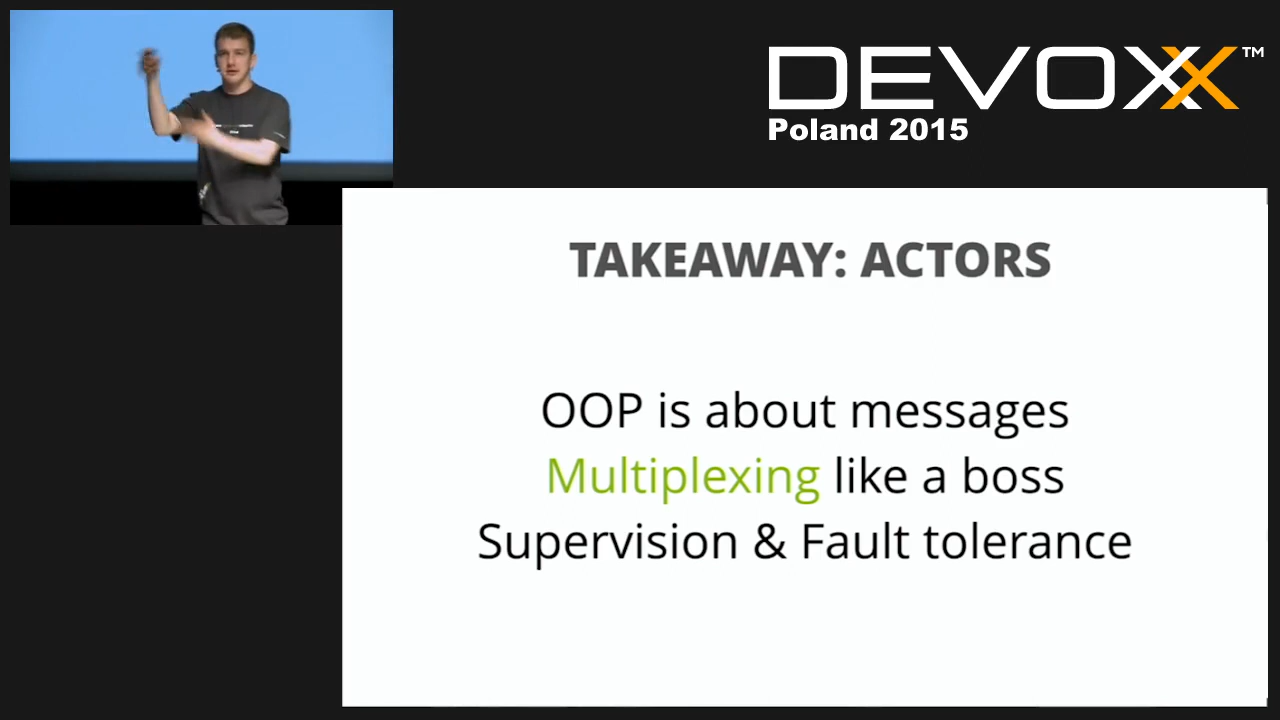 DEVOXX™
Poland 2015
TAKEAWAY: ACTORS
OOP is about messages
Multiplexing like a boss
Supervision & Fault tolerance